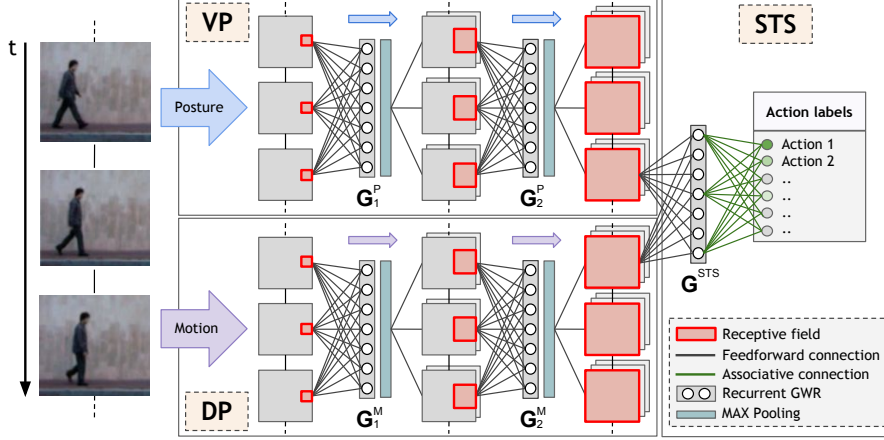 t
VP
STS
Posture
G₁ᴾ
G₂ᴾ
Action labels
Action 1
Action 2
..
..
..
..
Gˢᵀˢ
Motion
DP
G₁ᴹ
G₂ᴹ
Receptive field
Feedforward connection
Associative connection
Recurrent GWR
MAX Pooling